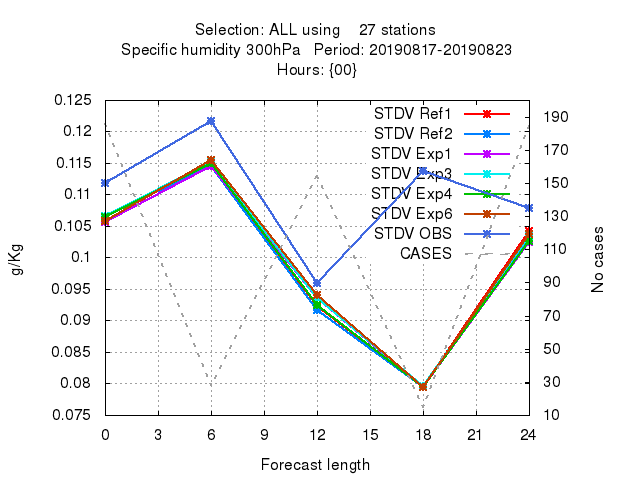 Selection: ALL using    27 stations
Specific humidity 300hPa   Period: 20190817-20190823
Hours: {00}
STDV Ref1
STDV Ref2
STDV Exp1
STDV Exp3
STDV Exp4
STDV Exp6
STDV OBS
CASES
0.125
0.12
0.115
0.11
0.105
0.1
0.095
0.09
0.085
0.08
0.075
g/Kg
190
170
150
130
110
90
70
50
30
10
No cases
0 3 6 9 12 15 18 21 24
Forecast length